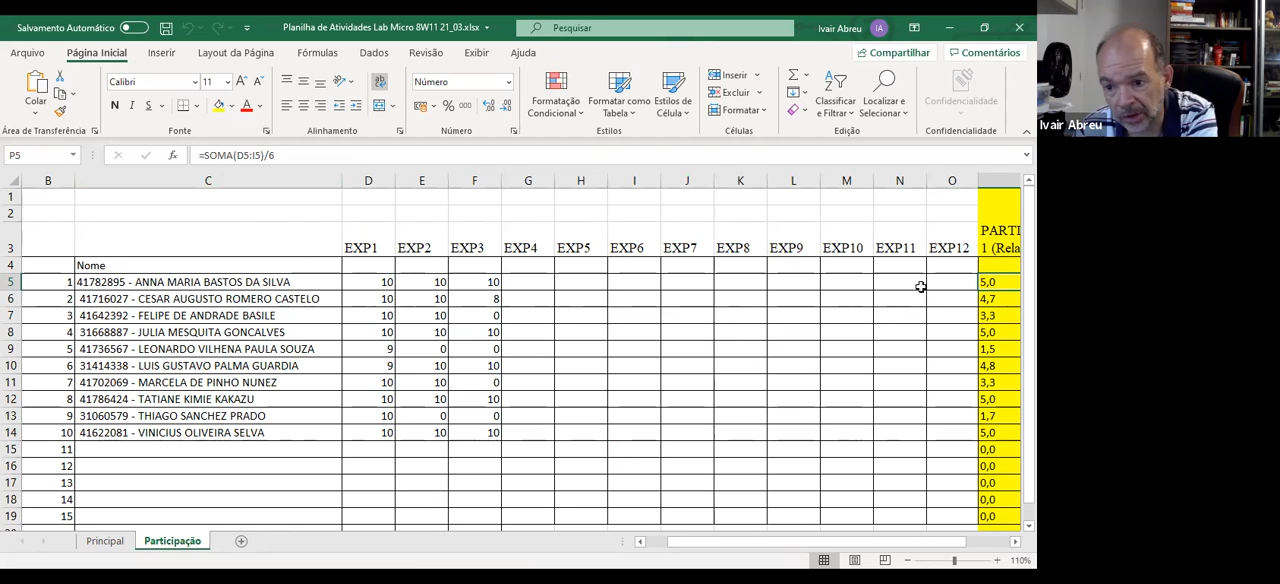 Salvamento Automático
Planilha de Atividades Lab Micro 8W11 21_03.xlsx
Pesquisar
Ivair Abreu
IA
Arquivo Página Inicial Inserir Layout da Página Fórmulas Dados Revisão Exibir Ajuda
Compartilhar Comentários
Colar
Calibri 11
N I S
Número
Formatação Condicional
Formatar como Tabela
Estilos de Célula
Inserir
Excluir
Formatar
Classificar e Filtrar
Localizar e Selecionar
Confidencialidade
Área de Transferência Fonte Alinhamento Número Estilos Células Edição Confidencialidade
P5 fx =SOMA(D5:I5)/6
B C D E F G H I J K L M N O
1
2
3 EXP1 EXP2 EXP3 EXP4 EXP5 EXP6 EXP7 EXP8 EXP9 EXP10 EXP11 EXP12 PARTI 1 (Rela
4 Nome
5 1 41782895 - ANNA MARIA BASTOS DA SILVA 10 10 10 5,0
6 2 41716027 - CESAR AUGUSTO ROMERO CASTELO 10 10 8 4,7
7 3 41642392 - FELIPE DE ANDRADE BASILE 10 10 0 3,3
8 4 31668887 - JULIA MESQUITA GONCALVES 10 10 10 5,0
9 5 41736567 - LEONARDO VILHENA PAULA SOUZA 9 0 0 1,5
10 6 31414338 - LUIS GUSTAVO PALMA GUARDIA 9 10 10 4,8
11 7 41702069 - MARCELA DE PINHO NUNEZ 10 10 0 3,3
12 8 41786424 - TATIANE KIMIE KAKAZU 10 10 10 5,0
13 9 31060579 - THIAGO SANCHEZ PRADO 10 0 0 1,7
14 10 41622081 - VINICIUS OLIVEIRA SELVA 10 10 10 5,0
15 11 0,0
16 12 0,0
17 13 0,0
18 14 0,0
19 15 0,0
Principal Participação
110%
Ivair Abreu